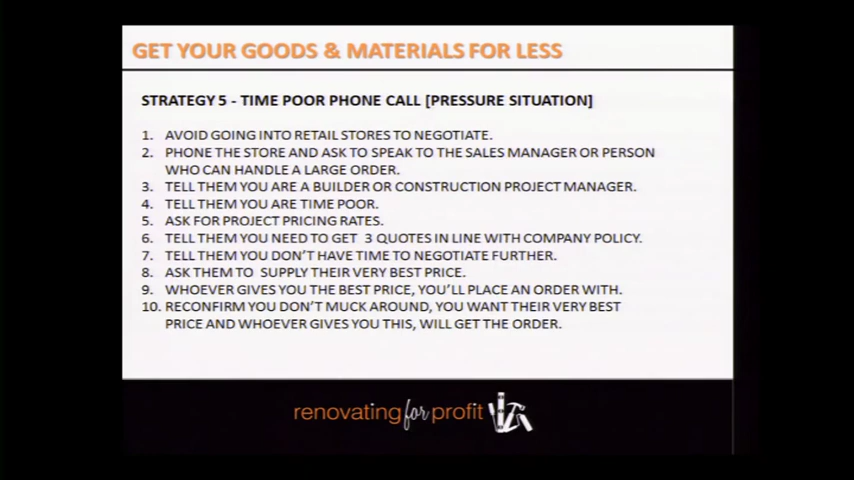 GET YOUR GOODS & MATERIALS FOR LESS
STRATEGY 5 - TIME POOR PHONE CALL [PRESSURE SITUATION]
1. AVOID GOING INTO RETAIL STORES TO NEGOTIATE.
2. PHONE THE STORE AND ASK TO SPEAK TO THE SALES MANAGER OR PERSON
WHO CAN HANDLE A LARGE ORDER.
3. TELL THEM YOU ARE A BUILDER OR CONSTRUCTION PROJECT MANAGER.
4. TELL THEM YOU ARE TIME POOR.
5. ASK FOR PROJECT PRICING RATES.
6. TELL THEM YOU NEED TO GET 3 QUOTES IN LINE WITH COMPANY POLICY.
7. TELL THEM YOU DON'T HAVE TIME TO NEGOTIATE FURTHER.
8. ASK THEM TO SUPPLY THEIR VERY BEST PRICE.
9. WHOEVER GIVES YOU THE BEST PRICE, YOU'LL PLACE AN ORDER WITH.
10. RECONFIRM YOU DON'T MUCK AROUND, YOU WANT THEIR VERY BEST
PRICE AND WHOEVER GIVES YOU THIS, WILL GET THE ORDER.
renovating for profit